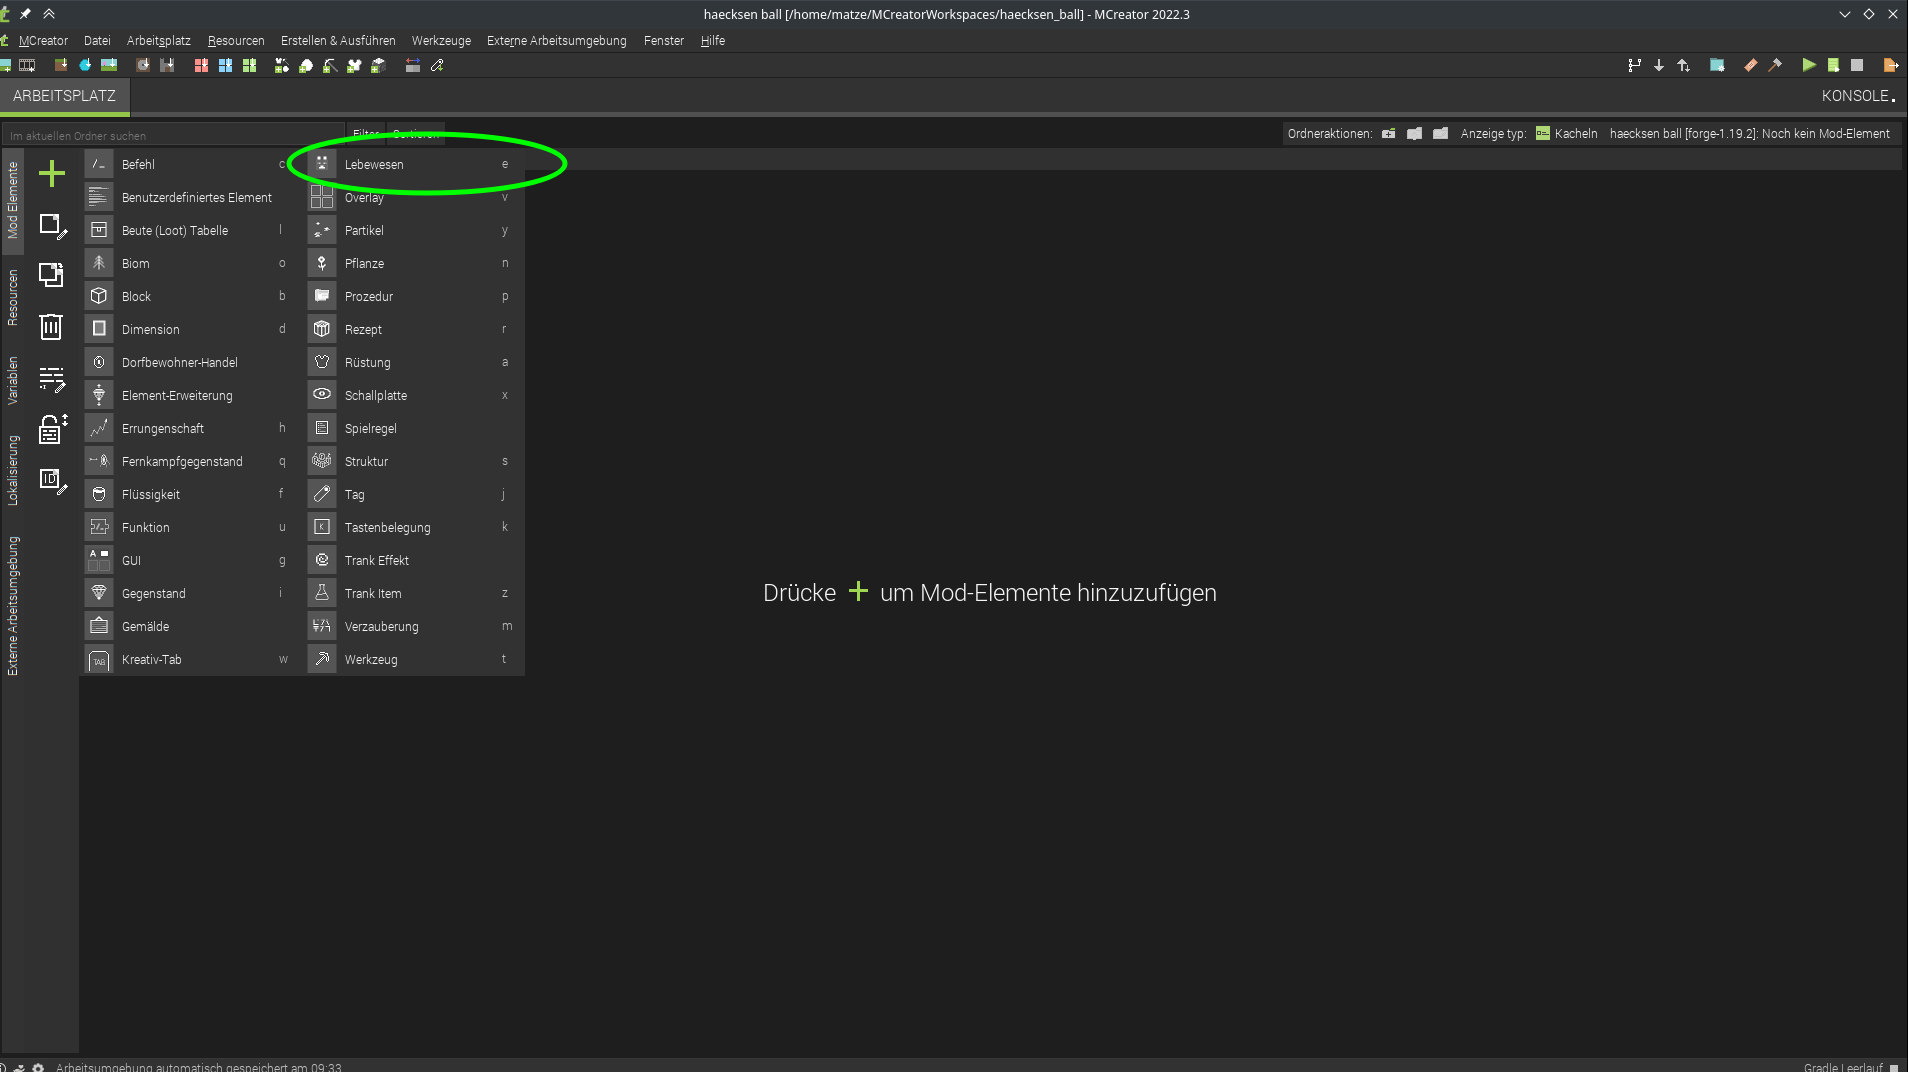 haecksen ball [/home/matze/MCreatorWorkspaces/haecksen_ball] - MCreator 2022.3
MCreator Datei Arbeitsplatz Resourcen Erstellen & Ausführen Werkzeuge Externe Arbeitsumgebung Fenster Hilfe
ARBEITSPLATZ
KONSOLE
Im aktuellen Ordner suchen
Filter
Sortieren
Ordneraktionen:
Anzeige typ:
Kacheln
haecksen ball [forge-1.19.2]: Noch kein Mod-Element
Mod Elemente
Resourcen
Variablen
Lokalisierung
Externe Arbeitsumgebung
ID
Befehl c
Benutzerdefiniertes Element
Beute (Loot) Tabelle l
Biom o
Block b
Dimension d
Dorfbewohner-Handel
Element-Erweiterung
Errungenschaft h
Fernkampfgegenstand q
Flüssigkeit f
Funktion u
A
GUI g
Gegenstand i
Gemälde
TAB
Kreativ-Tab w
Lebewesen e
Overlay v
Partikel y
Pflanze n
Prozedur p
Rezept r
Rüstung a
Schallplatte x
Spielregel
Struktur s
Tag j
K
Tastenbelegung k
Trank Effekt
Trank Item z
Verzauberung m
Werkzeug t
Drücke + um Mod-Elemente hinzuzufügen
Arbeitsumgebung automatisch gespeichert am 09:33
Gradle Leerlauf